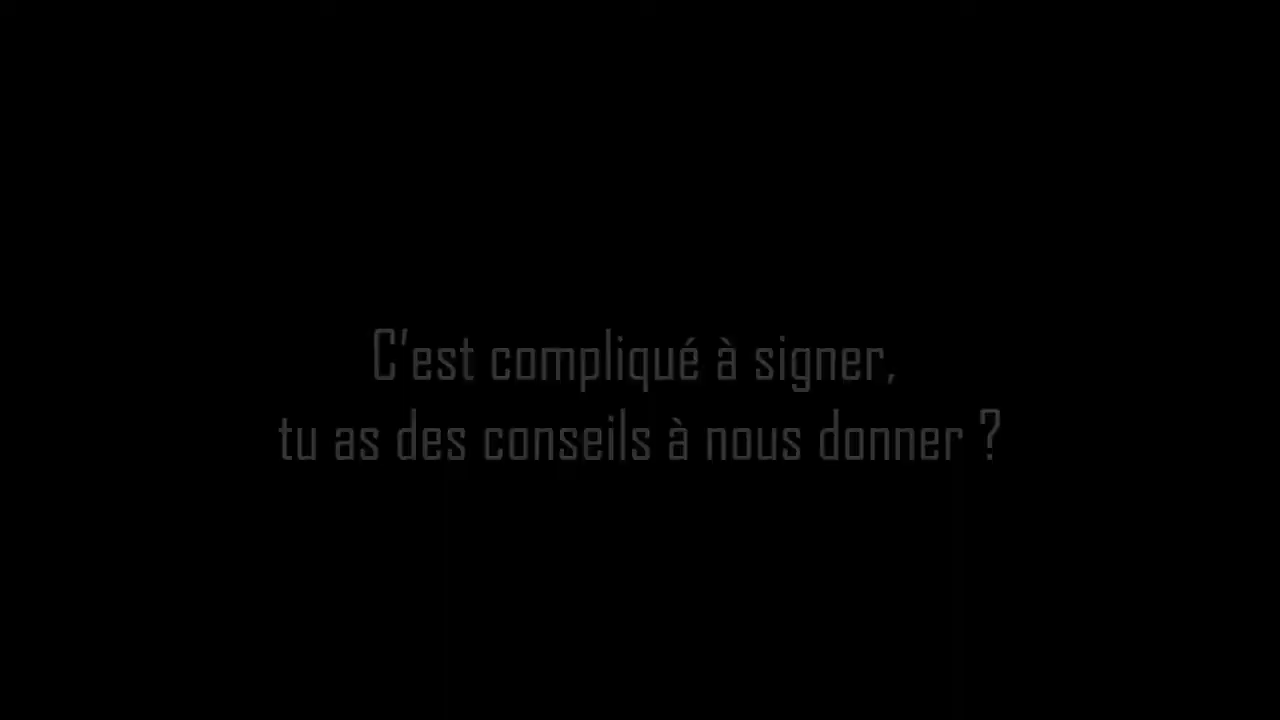 C'est compliqué à signer,
tu as des conseils à nous donner ?